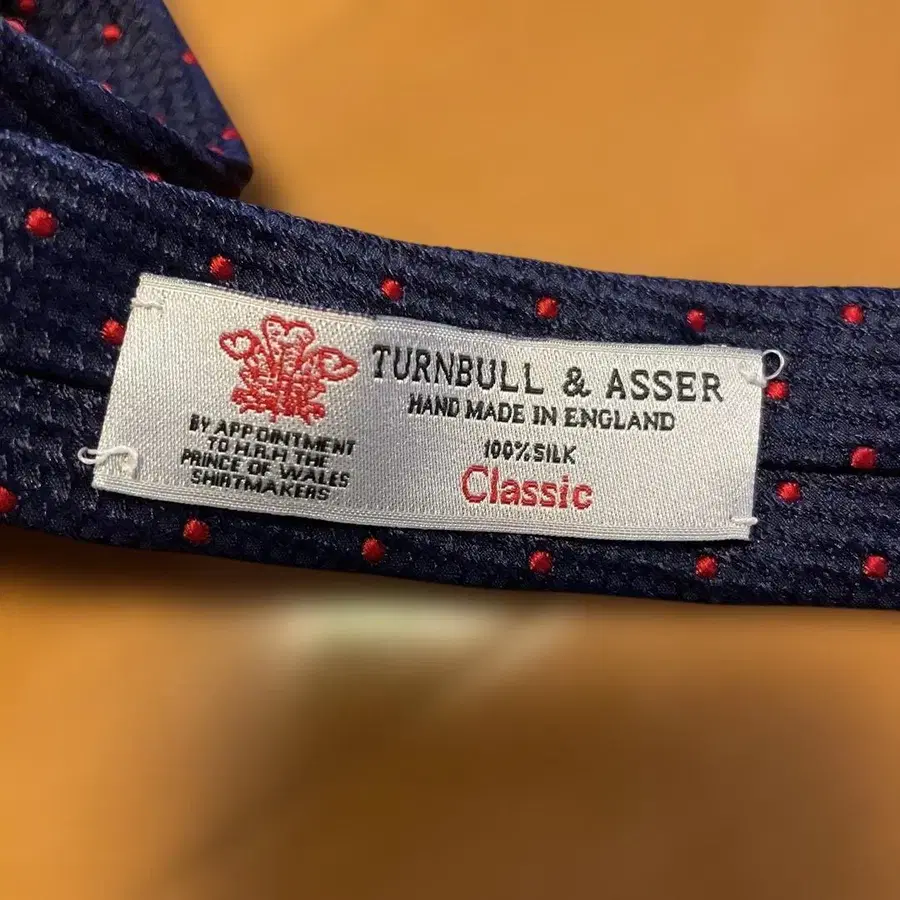 BY APPOINTMENT
TO H.R.H THE
PRINCE OF WALES
SHIRTMAKERS
TURNBULL & ASSER
HAND MADE IN ENGLAND
100% SILK
Classic